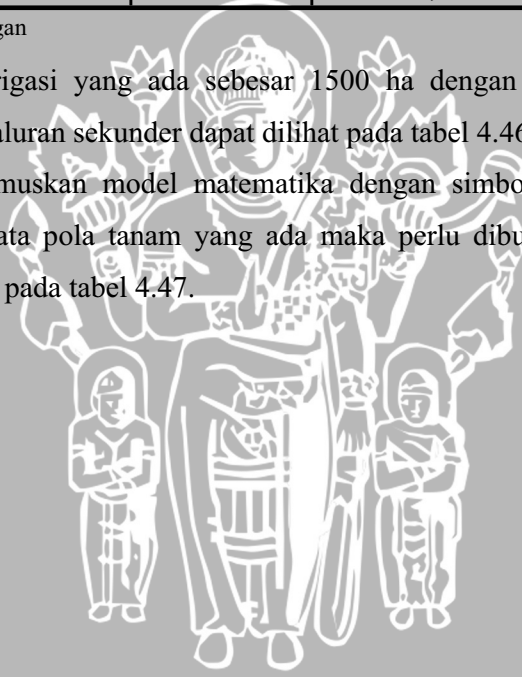 gan
rigasi yang ada sebesar 1500 ha dengan
aluran sekunder dapat dilihat pada tabel 4.46
muskan model matematika dengan simbo
ata pola tanam yang ada maka perlu dibu
pada tabel 4.47.